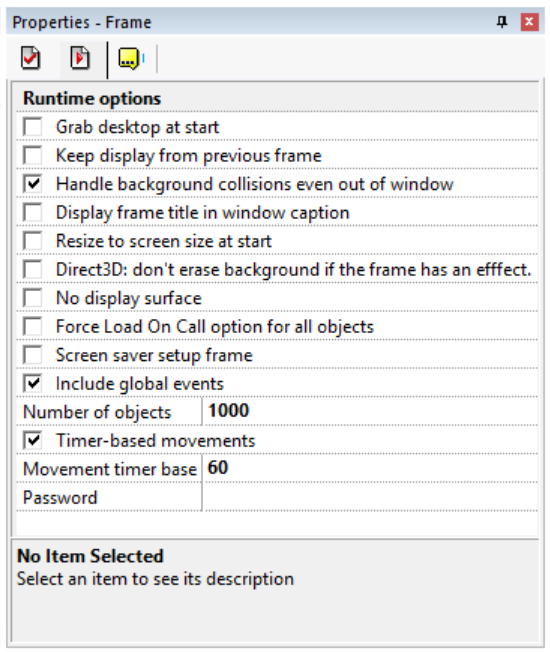 Properties - Frame
Runtime options
Grab desktop at start
Keep display from previous frame
Handle background collisions even out of window
Display frame title in window caption
Resize to screen size at start
Direct3D: don't erase background if the frame has an efffect.
No display surface
Force Load On Call option for all objects
Screen saver setup frame
Include global events
Number of objects 1000
Timer-based movements
Movement timer base 60
Password
No Item Selected
Select an item to see its description